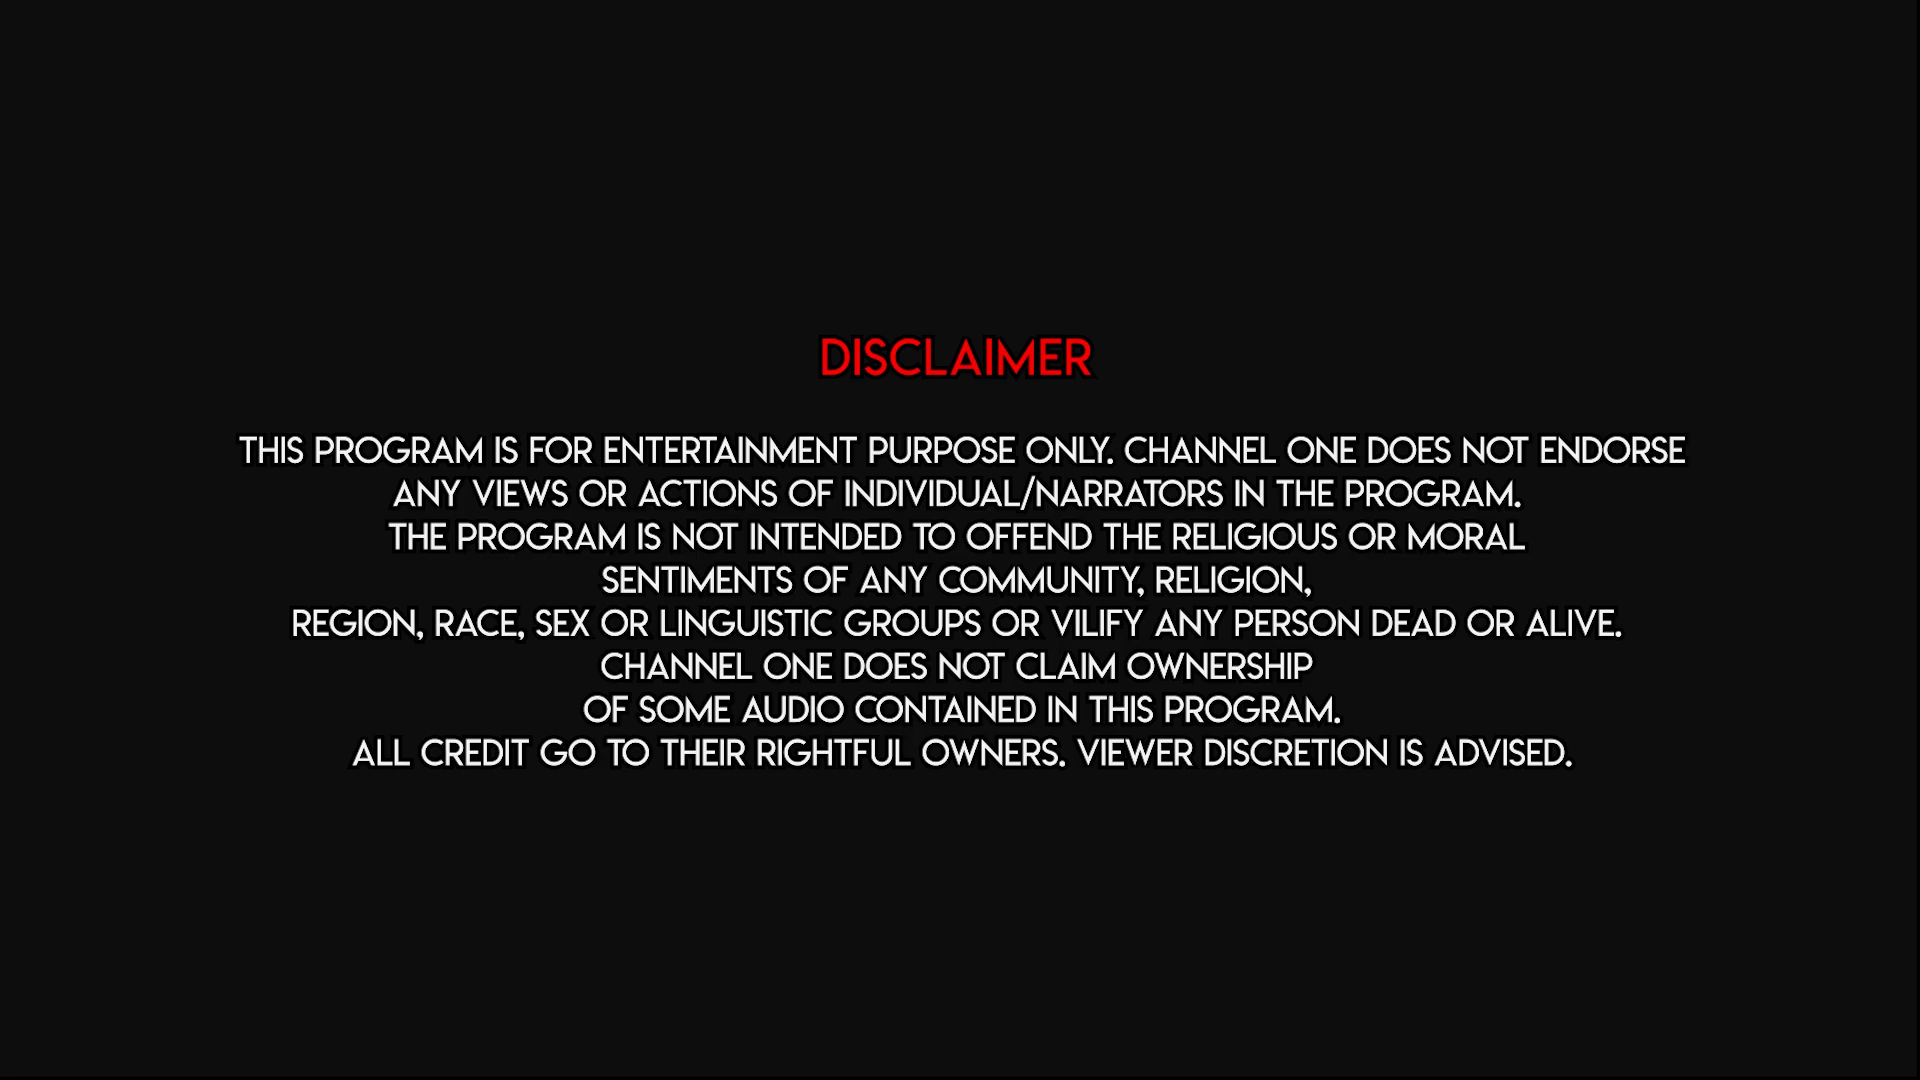 DISCLAIMER
THIS PROGRAM IS FOR ENTERTAINMENT PURPOSE ONLY. CHANNEL ONE DOES NOT ENDORSE
ANY VIEWS OR ACTIONS OF INDIVIDUAL/NARRATORS IN THE PROGRAM.
THE PROGRAM IS NOT INTENDED TO OFFEND THE RELIGIOUS OR MORAL
SENTIMENTS OF ANY COMMUNITY, RELIGION,
REGION, RACE, SEX OR LINGUISTIC GROUPS OR VILIFY ANY PERSON DEAD OR ALIVE.
CHANNEL ONE DOES NOT CLAIM OWNERSHIP
OF SOME AUDIO CONTAINED IN THIS PROGRAM.
ALL CREDIT GO TO THEIR RIGHTFUL OWNERS. VIEWER DISCRETION IS ADVISED.